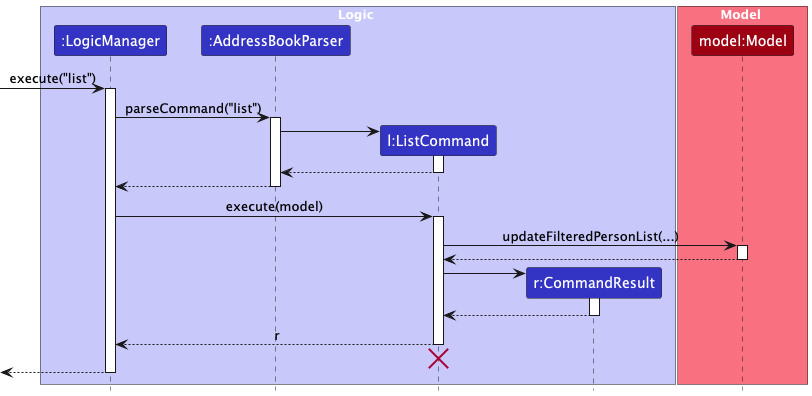 Logic
Model
:LogicManager
:AddressBookParser
model:Model
execute("list")
parseCommand("list")
l:ListCommand
execute(model)
updateFilteredPersonList(...)
r:CommandResult
r